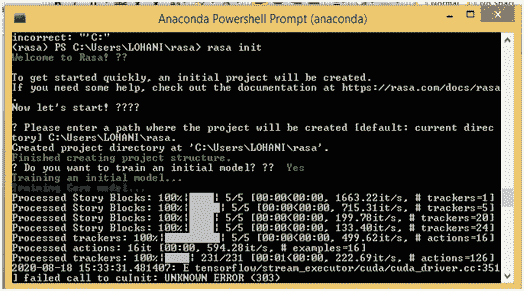 Anaconda Powershell Prompt (anaconda)
incorrect: "'C:"
(rasa) PS C:\Users\LOHANI\rasa> rasa init
Welcome to Rasa! ??
To get started quickly, an initial project will be created.
If you need some help, check out the documentation at https://rasa.com/docs/rasa
.
Now let's start! ????
? Please enter a path where the project will be created [default: current direc
tory] C:\Users\LOHANI\rasa.
Created project directory at 'C:\Users\LOHANI\rasa'.
Finished creating project structure.
? Do you want to train an initial model? ?? Yes
Training an initial model...
Training Core model...
Processed Story Blocks: 100%|████| 5/5 [00:00<00:00, 1663.22it/s, # trackers=1]
Processed Story Blocks: 100%|████| 5/5 [00:00<00:00, 715.31it/s, # trackers=5]
Processed Story Blocks: 100%|████| 5/5 [00:00<00:00, 199.78it/s, # trackers=20]
Processed Story Blocks: 100%|████| 5/5 [00:00<00:00, 133.40it/s, # trackers=24]
Processed trackers: 100%|████| 5/5 [00:00<00:00, 499.62it/s, # actions=16]
Processed actions: 16it [00:00, 594.28it/s, # examples=16]
Processed trackers: 100%|████| 231/231 [00:01<00:00, 222.69it/s, # actions=126]
2020-08-18 15:33:31.481407: E tensorflow/stream_executor/cuda/cuda_driver.cc:351
] failed call to cuInit: UNKNOWN ERROR (303)